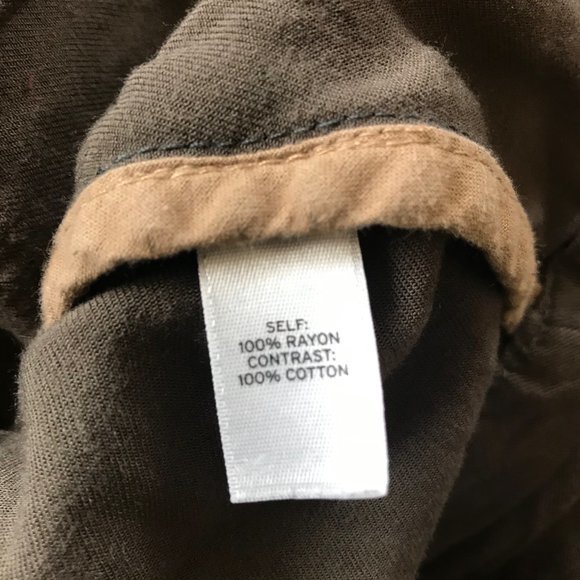 SELF:
100% RAYON
CONTRAST:
100% COTTON